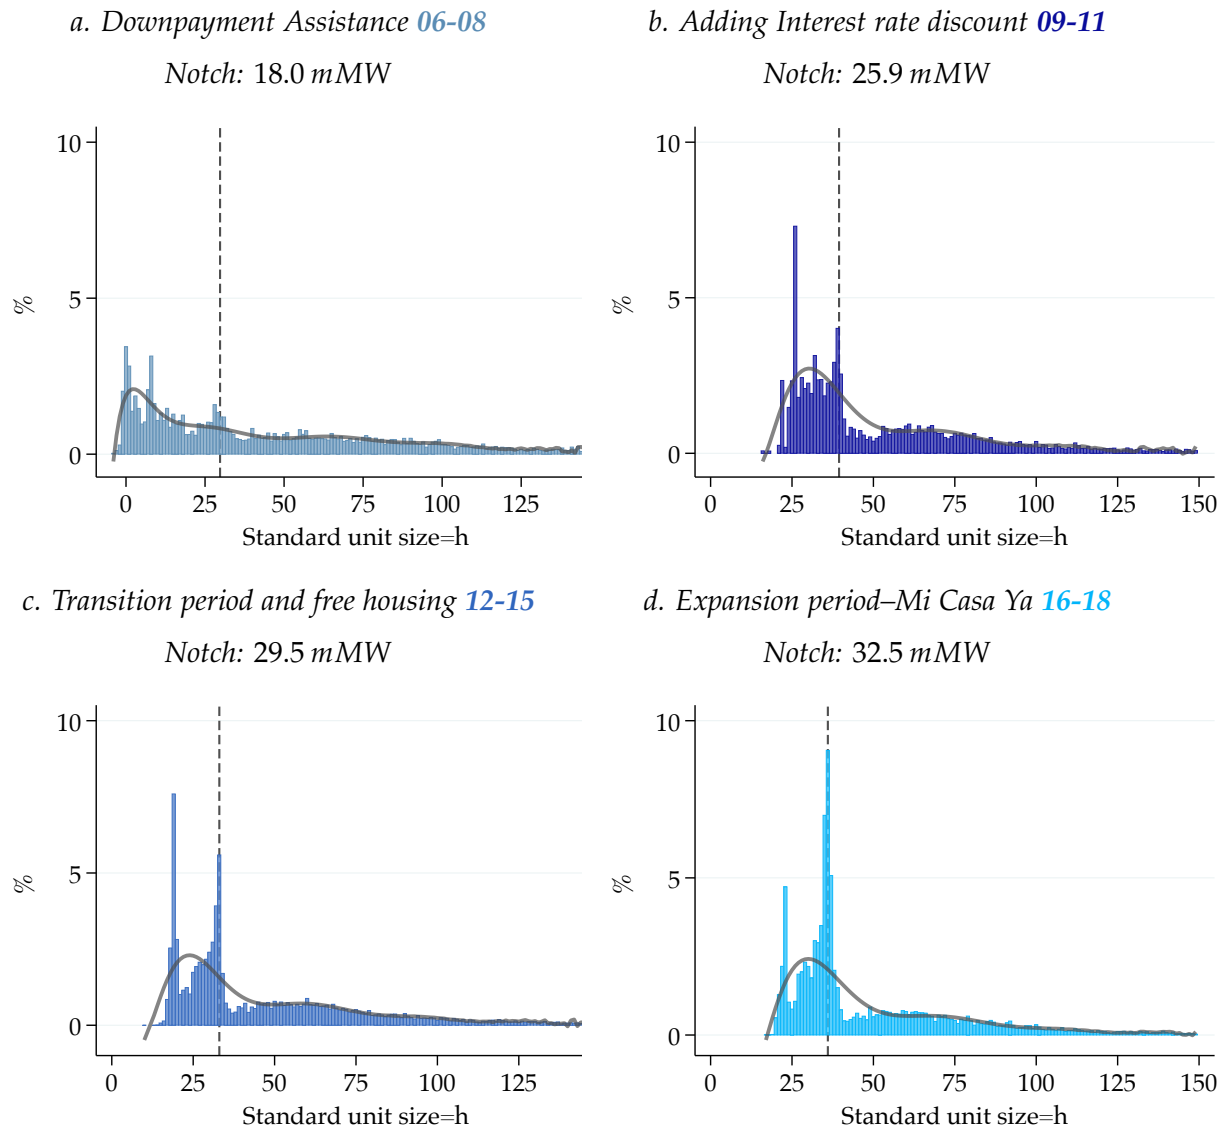 a. Downpayment Assistance 06-08
Notch: 18.0 mMW
10
5
0
%
0 25 50 75 100 125
Standard unit size=h
b. Adding Interest rate discount 09-11
Notch: 25.9 mMW
10
5
0
%
0 25 50 75 100 125 150
Standard unit size=h
c. Transition period and free housing 12-15
Notch: 29.5 mMW
10
5
0
%
0 25 50 75 100 125
Standard unit size=h
d. Expansion period–Mi Casa Ya 16-18
Notch: 32.5 mMW
10
5
0
%
0 25 50 75 100 125 150
Standard unit size=h